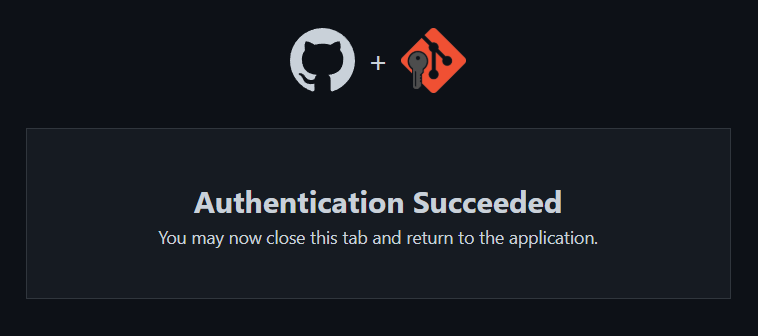 +
Authentication Succeeded
You may now close this tab and return to the application.